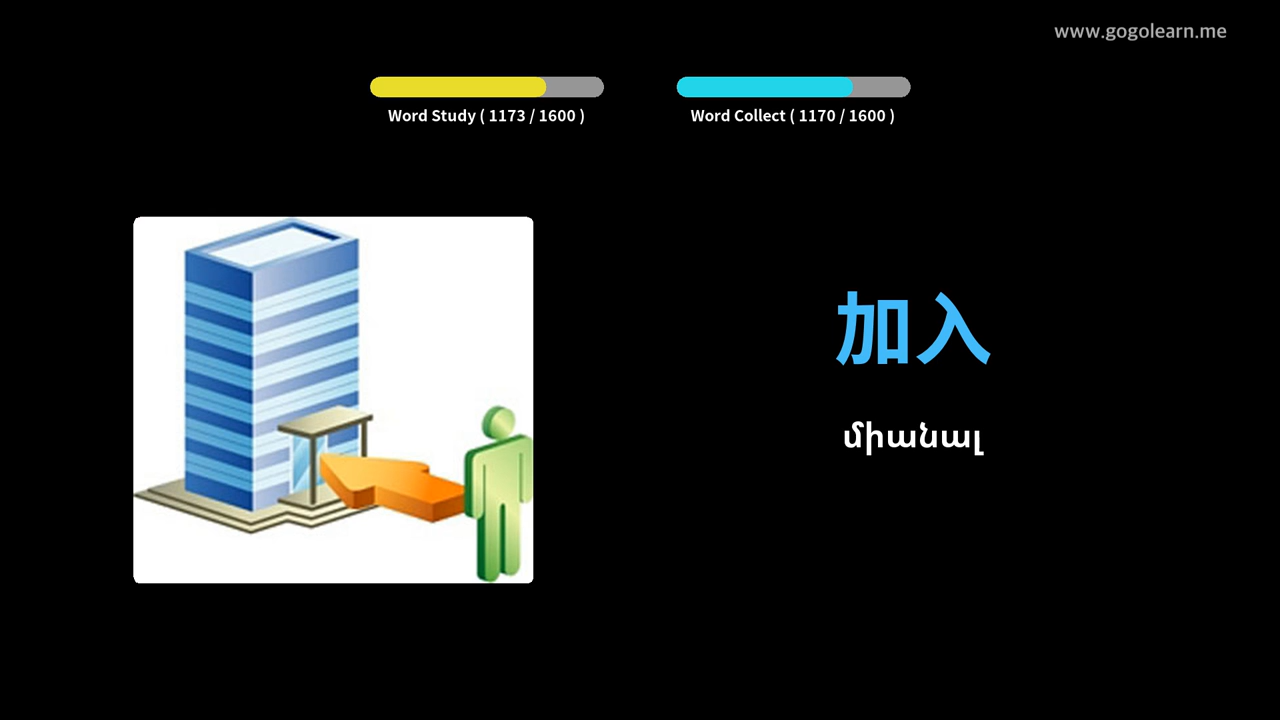 www.gogolearn.me
Word Study ( 1173 / 1600 )
Word Collect ( 1170 / 1600 )
加入
միանալ